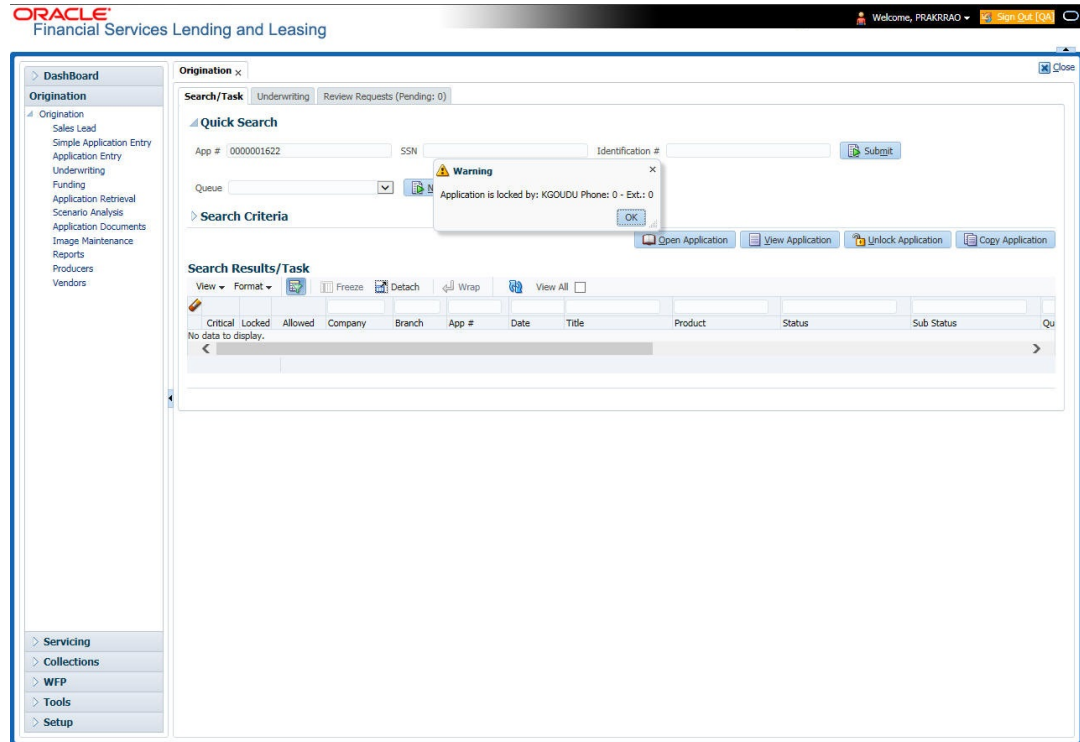 ORACLE®
Financial Services Lending and Leasing
Welcome, PRAKRRAO
Sign Out [QA]
DashBoard
Origination
Origination
Sales Lead
Simple Application Entry
Application Entry
Underwriting
Funding
Application Retrieval
Scenario Analysis
Application Documents
Image Maintenance
Reports
Producers
Vendors
Servicing
Collections
WFP
Tools
Setup
Origination ×
Close
Search/Task Underwriting Review Requests (Pending: 0)
Quick Search
App # 0000001622 SSN Identification # Submit
Queue N
Warning ×
Application is locked by: KGOUDU Phone: 0 - Ext.: 0
OK
Search Criteria
Open Application View Application Unlock Application Copy Application
Search Results/Task
View Format Freeze Detach Wrap View All
Critical Locked Allowed Company Branch App # Date Title Product Status Sub Status Qu
No data to display.